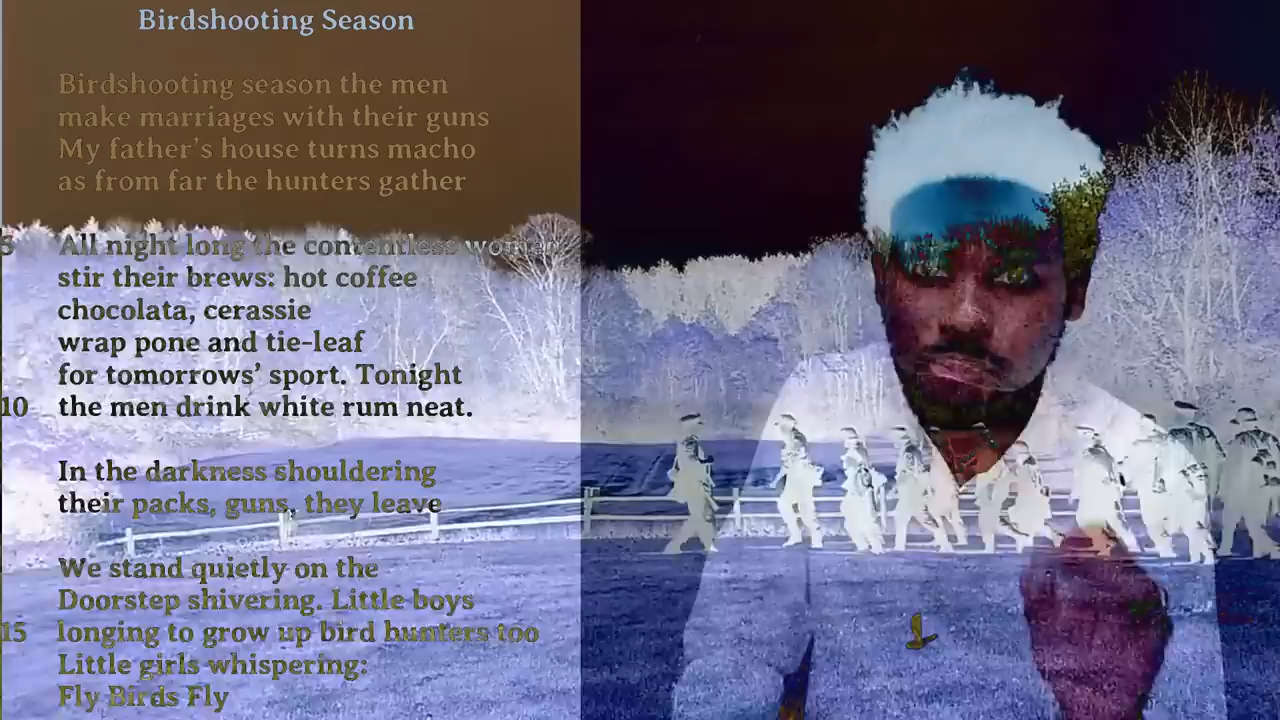 Birdshooting Season
Birdshooting season the men
make marriages with their guns
My father's house turns macho
as from far the hunters gather
5 All night long the contentless women
stir their brews: hot coffee
chocolata, cerassie
wrap pone and tie-leaf
for tomorrows' sport. Tonight
10 the men drink white rum neat.
In the darkness shouldering
their packs, guns, they leave
We stand quietly on the
Doorstep shivering. Little boys
15 longing to grow up bird hunters too
Little girls whispering:
Fly Birds Fly